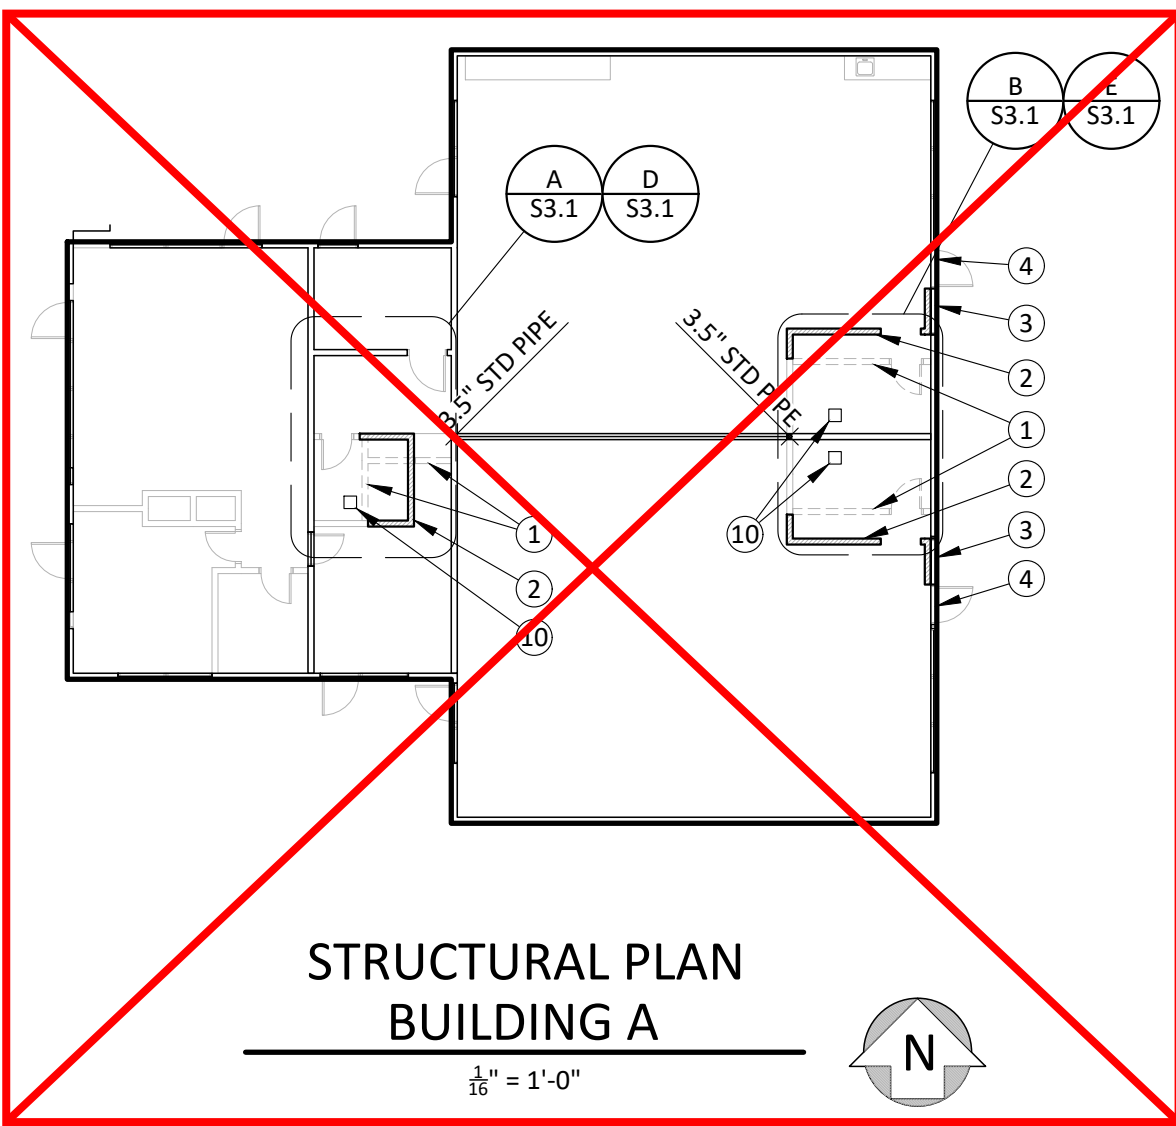 B
S3.1
E
S3.1
A
S3.1
D
S3.1
4
3
2
1
2
3
4
3.5" STD PIPE
3.5" STD PIPE
10
1
2
10
STRUCTURAL PLAN
BUILDING A
1/16" = 1'-0"
N